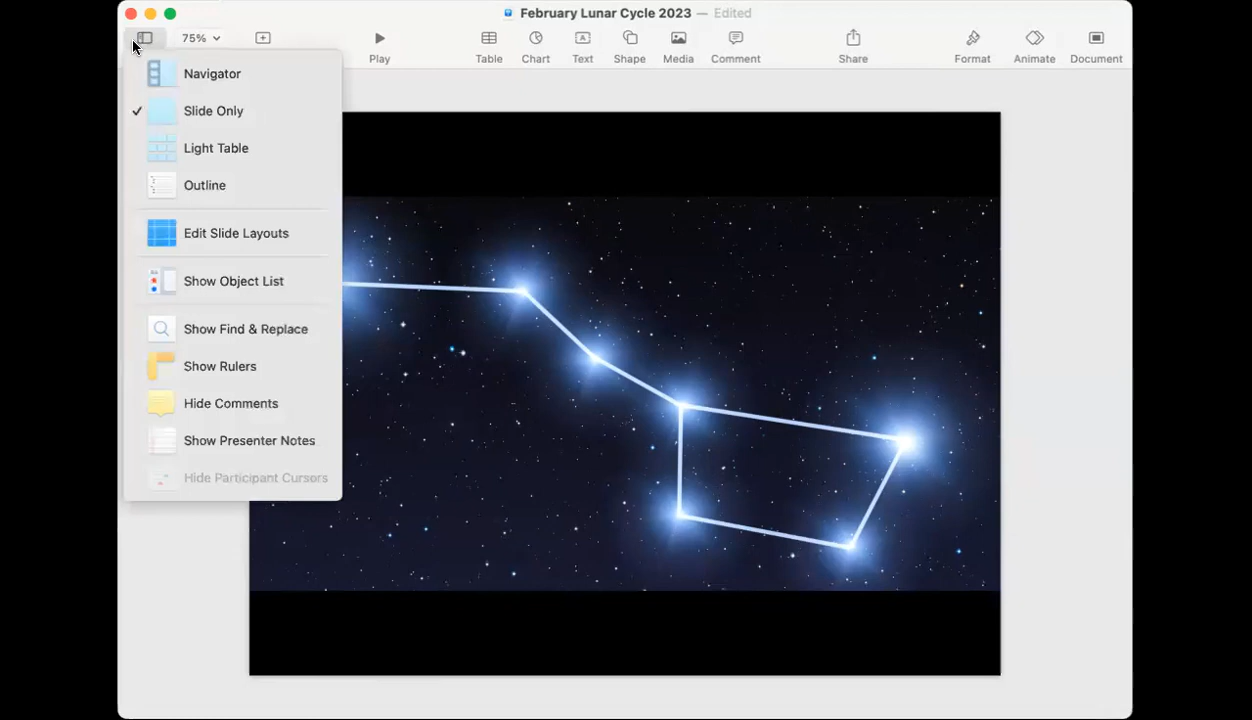 February Lunar Cycle 2023 — Edited
75%
Play
Table
Chart
Text
Shape
Media
Comment
Share
Format
Animate
Document
Navigator
Slide Only
Light Table
Outline
Edit Slide Layouts
Show Object List
Show Find & Replace
Show Rulers
Hide Comments
Show Presenter Notes
Hide Participant Cursors